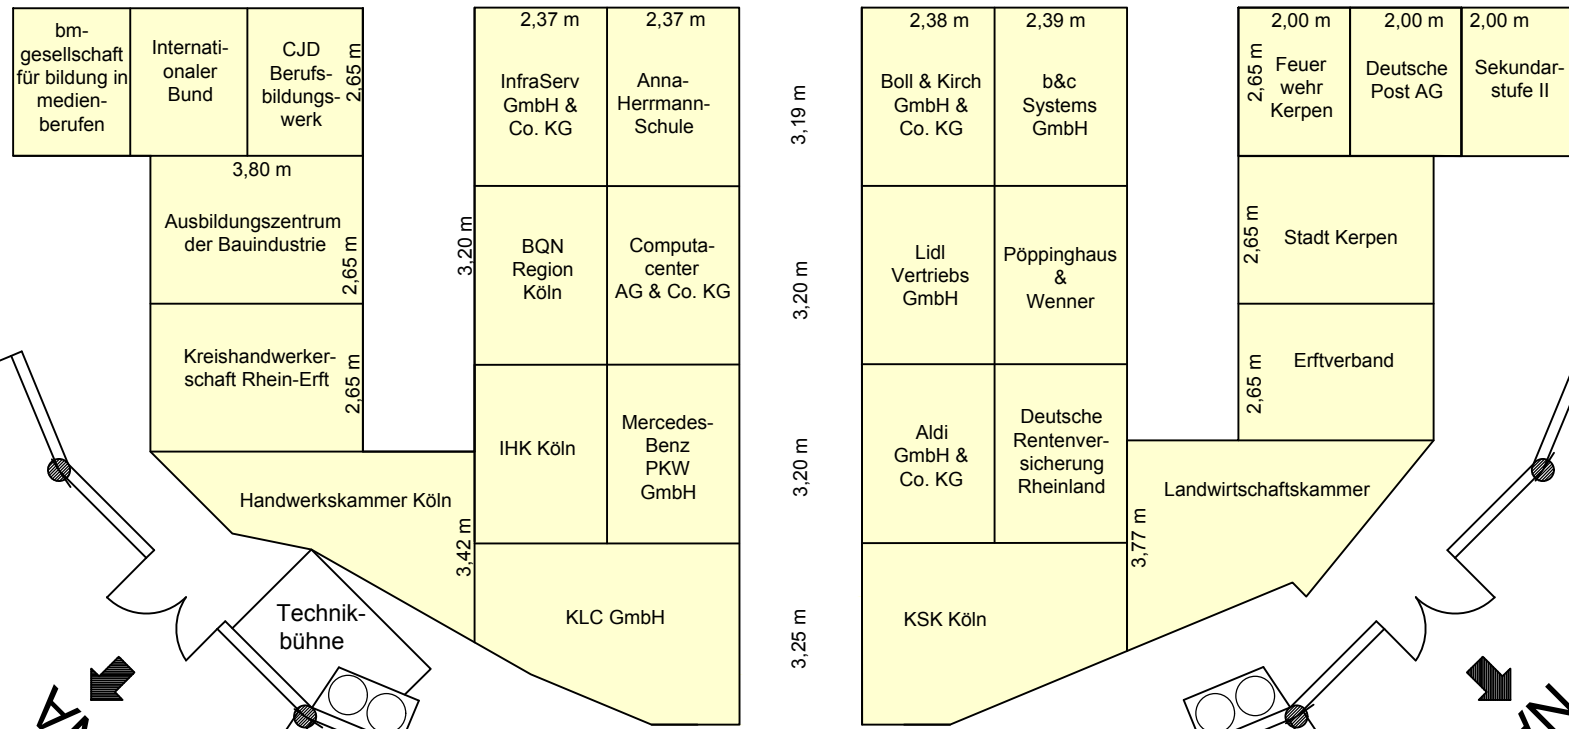 bm-
gesellschaft
für bildung in
medien-
berufen
Internati-
onaler
Bund
CJD
Berufs-
bildungs-
werk
2,65 m
3,80 m
Ausbildungszentrum
der Bauindustrie
2,65 m
Kreishandwerker-
schaft Rhein-Erft
2,65 m
Handwerkskammer Köln
3,42 m
Technik-
bühne
2,37 m
InfraServ
GmbH &
Co. KG
2,37 m
Anna-
Herrmann-
Schule
3,20 m
BQN
Region
Köln
Computa-
center
AG & Co. KG
IHK Köln
Mercedes-
Benz
PKW
GmbH
KLC GmbH
3,19 m
3,20 m
3,20 m
3,25 m
2,38 m
Boll & Kirch
GmbH &
Co. KG
2,39 m
b&c
Systems
GmbH
Lidl
Vertriebs
GmbH
Pöppinghaus
&
Wenner
Aldi
GmbH &
Co. KG
Deutsche
Rentenver-
sicherung
Rheinland
KSK Köln
3,77 m
Landwirtschaftskammer
2,00 m
2,65 m
Feuer
wehr
Kerpen
2,00 m
Deutsche
Post AG
2,00 m
Sekundar-
stufe II
2,65 m
Stadt Kerpen
2,65 m
Erftverband